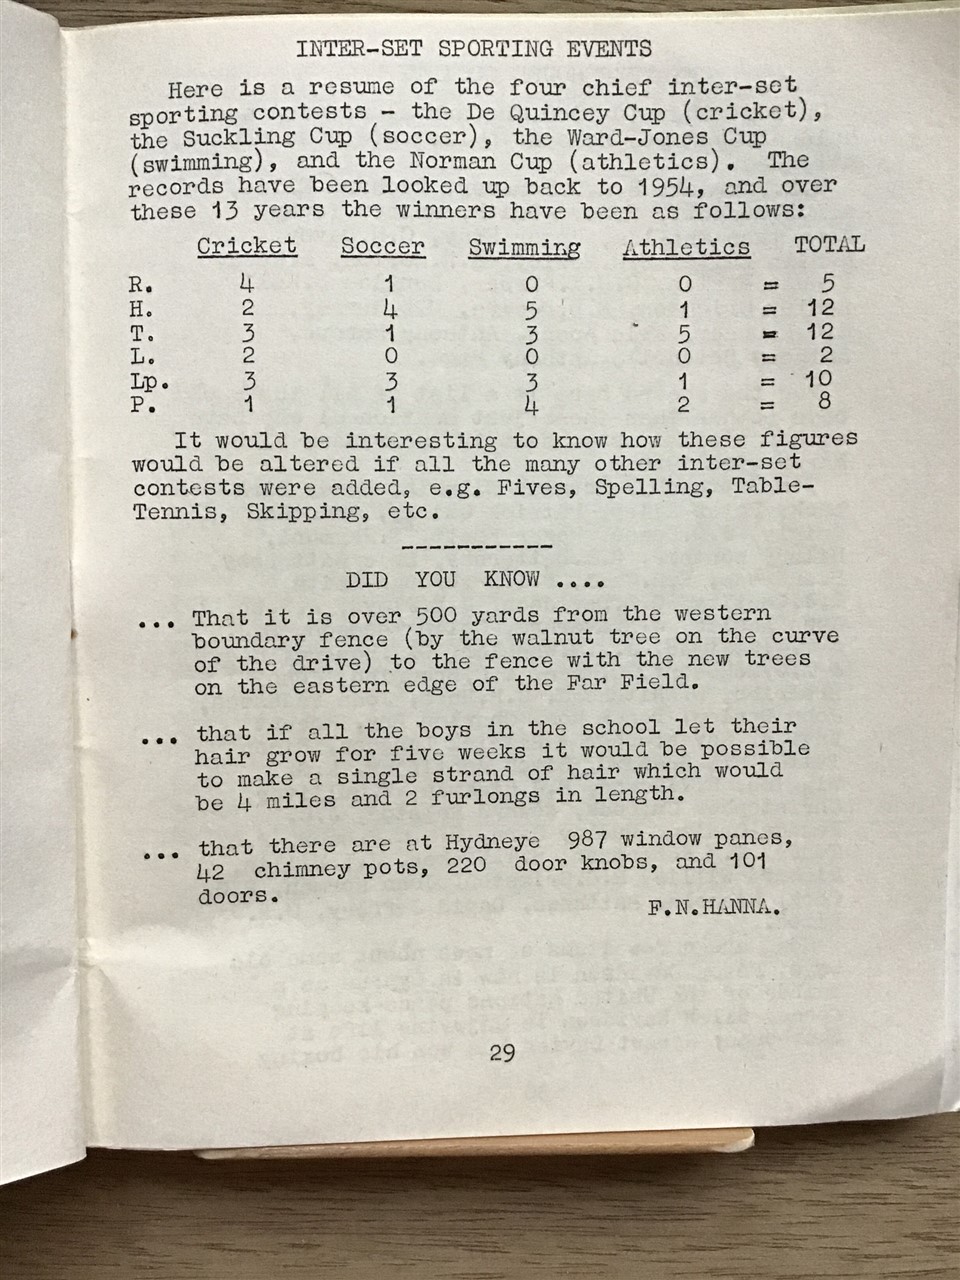 INTER-SET SPORTING EVENTS
Here is a resume of the four chief inter-set
sporting contests - the De Quincey Cup (cricket),
the Suckling Cup (soccer), the Ward-Jones Cup
(swimming), and the Norman Cup (athletics). The
records have been looked up back to 1954, and over
these 13 years the winners have been as follows:
Cricket Soccer Swimming Athletics TOTAL
R. 4 1 0 0 = 5
H. 2 4 5 1 = 12
T. 3 1 3 5 = 12
L. 2 0 0 0 = 2
Lp. 3 3 3 1 = 10
P. 1 1 4 2 = 8
It would be interesting to know how these figures
would be altered if all the many other inter-set
contests were added, e.g. Fives, Spelling, Table-
Tennis, Skipping, etc.
-----------
DID YOU KNOW ....
... That it is over 500 yards from the western
boundary fence (by the walnut tree on the curve
of the drive) to the fence with the new trees
on the eastern edge of the Far Field.
... that if all the boys in the school let their
hair grow for five weeks it would be possible
to make a single strand of hair which would
be 4 miles and 2 furlongs in length.
... that there are at Hydneye 987 window panes,
42 chimney pots, 220 door knobs, and 101
doors.
F.N.HANNA.
29